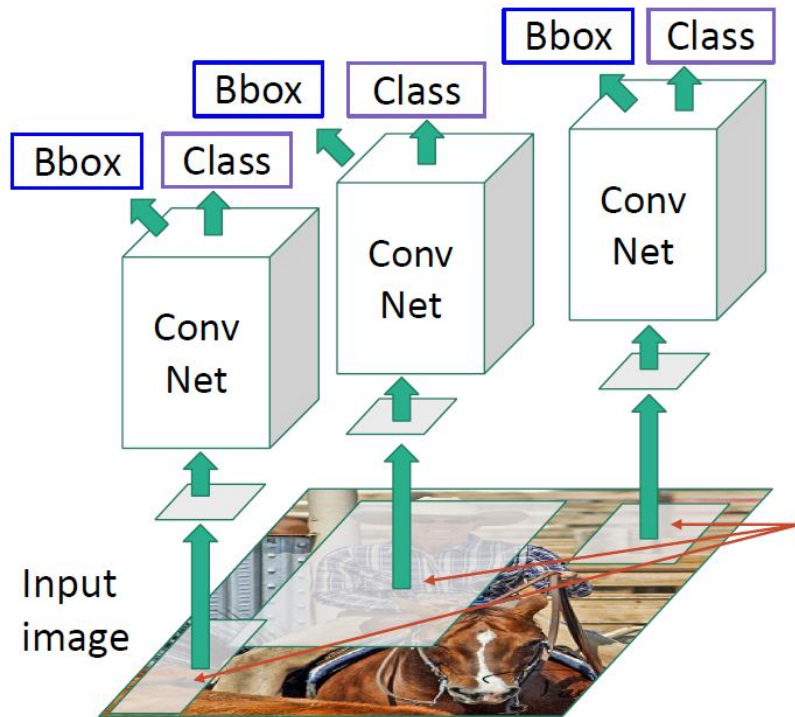 Bbox
Class
Bbox
Class
Bbox
Class
Conv
Net
Conv
Net
Conv
Net
Input
image